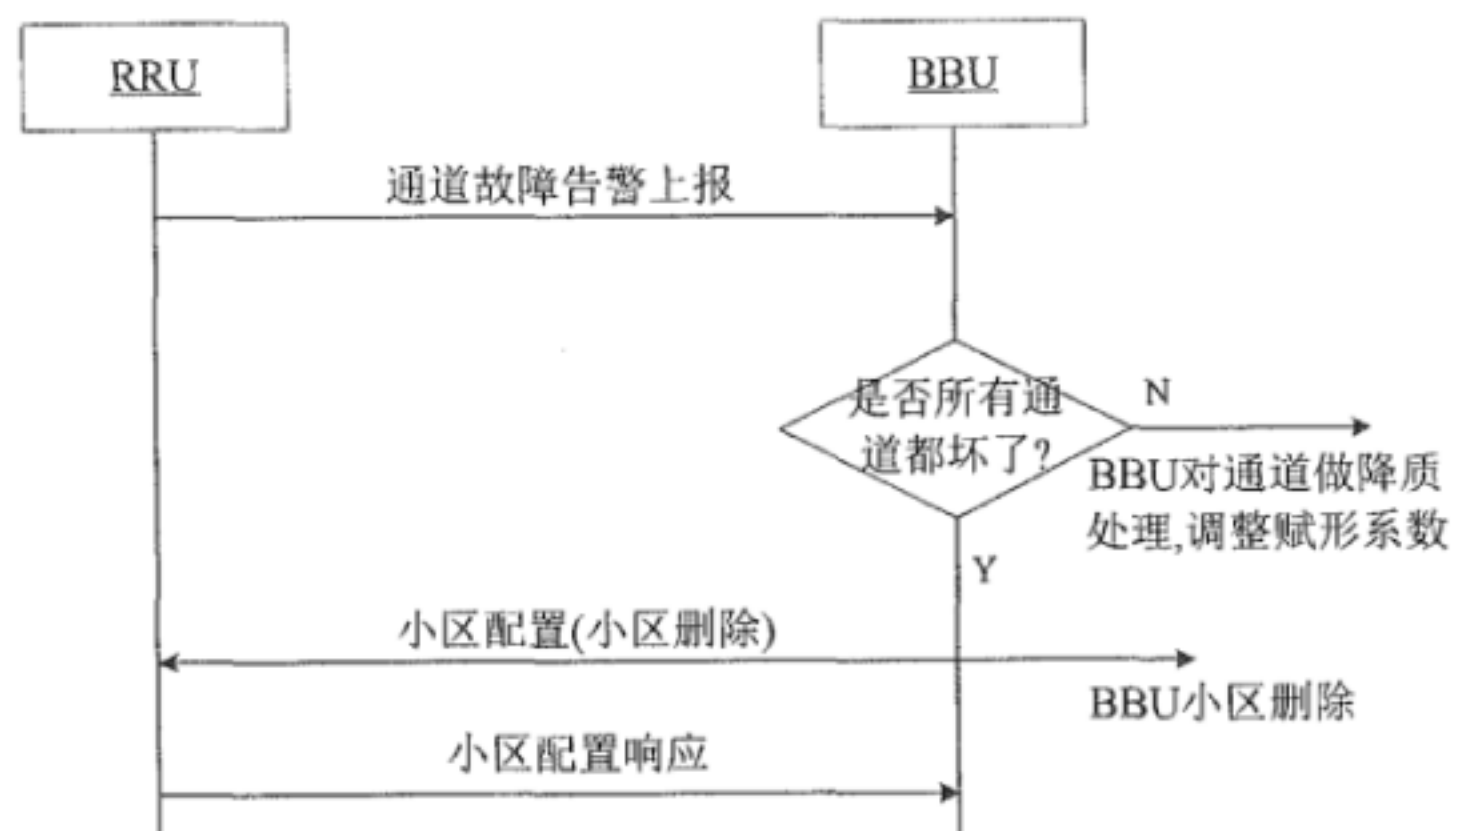 RRU
BBU
通道故障告警上报
是否所有通
道都坏了?
N
BBU对通道做降质
处理,调整赋形系数
Y
小区配置(小区删除)
BBU小区删除
小区配置响应